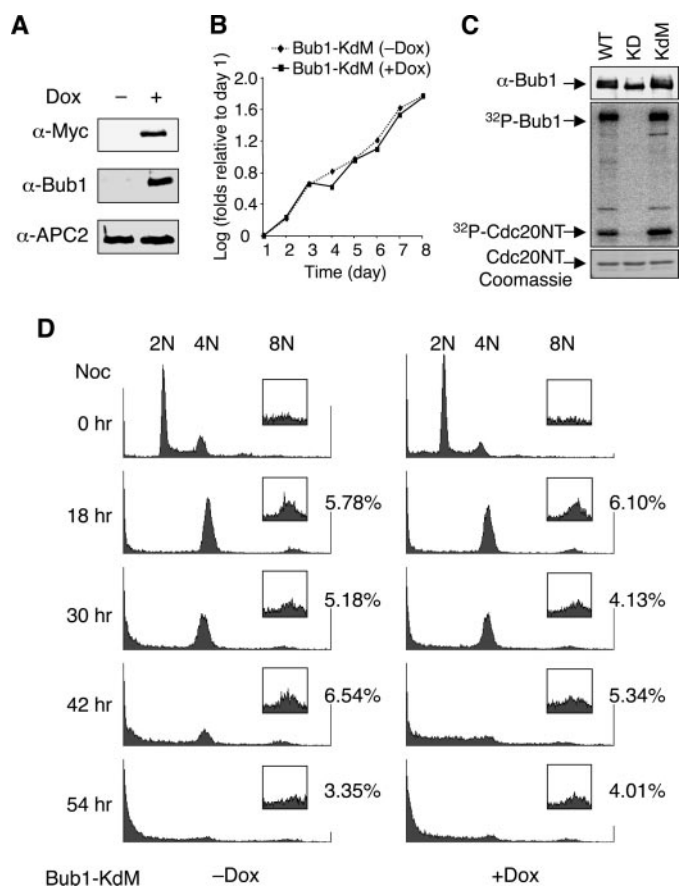 A
Dox – +
α-Myc
α-Bub1
α-APC2
B
Bub1-KdM (–Dox)
Bub1-KdM (+Dox)
Log (folds relative to day 1)
2.0
1.6
1.2
0.8
0.4
0
1 2 3 4 5 6 7 8
Time (day)
C
WT KD KdM
α-Bub1
32P-Bub1
32P-Cdc20NT
Cdc20NT
Coomassie
D
2N 4N 8N 2N 4N 8N
Noc
0 hr
18 hr 5.78% 6.10%
30 hr 5.18% 4.13%
42 hr 6.54% 5.34%
54 hr 3.35% 4.01%
Bub1-KdM –Dox +Dox